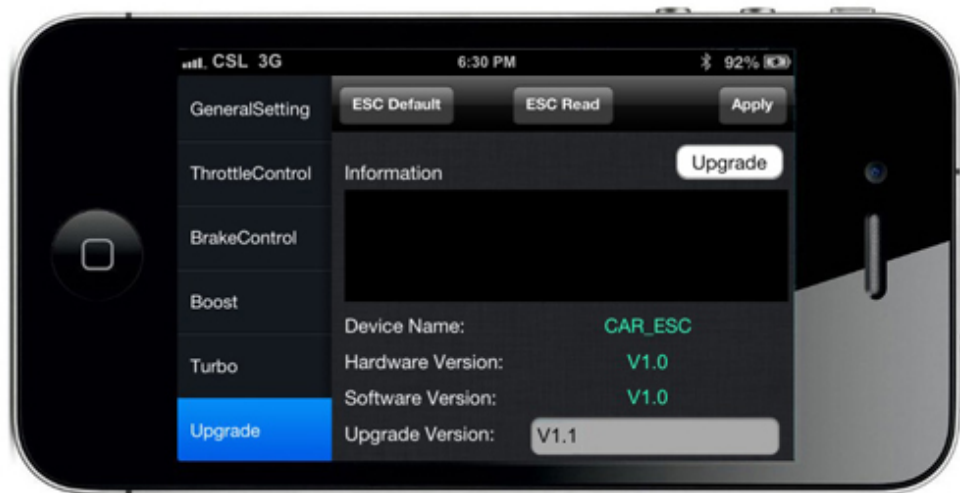 CSL 3G 6:30 PM 92%
GeneralSetting
ThrottleControl
BrakeControl
Boost
Turbo
Upgrade
ESC Default ESC Read Apply
Information Upgrade
Device Name: CAR_ESC
Hardware Version: V1.0
Software Version: V1.0
Upgrade Version: V1.1